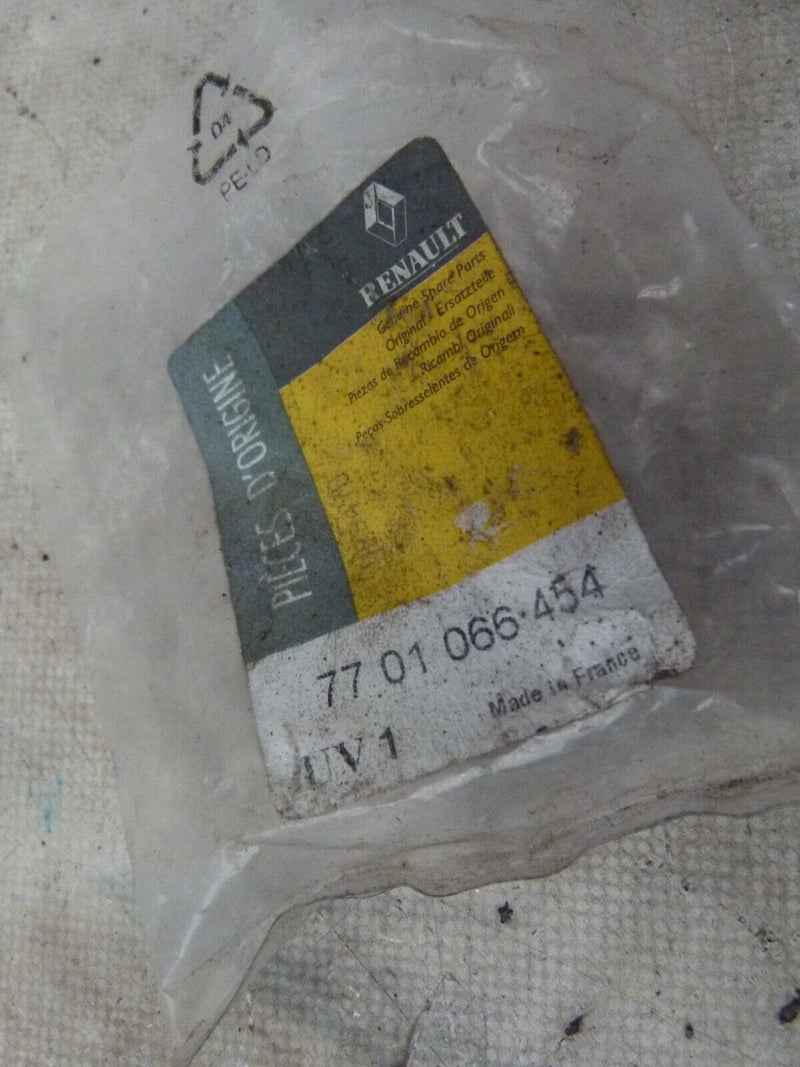 04
PE-LD
RENAULT
Genuine Spare Parts
Original - Ersatzteile
Piezas de Recambio de Origen
Ricambi Originali
Peças-Sobresselentes de Origem
PIÈCES D'ORIGINE
77 01 066 454
Made in France
UV 1